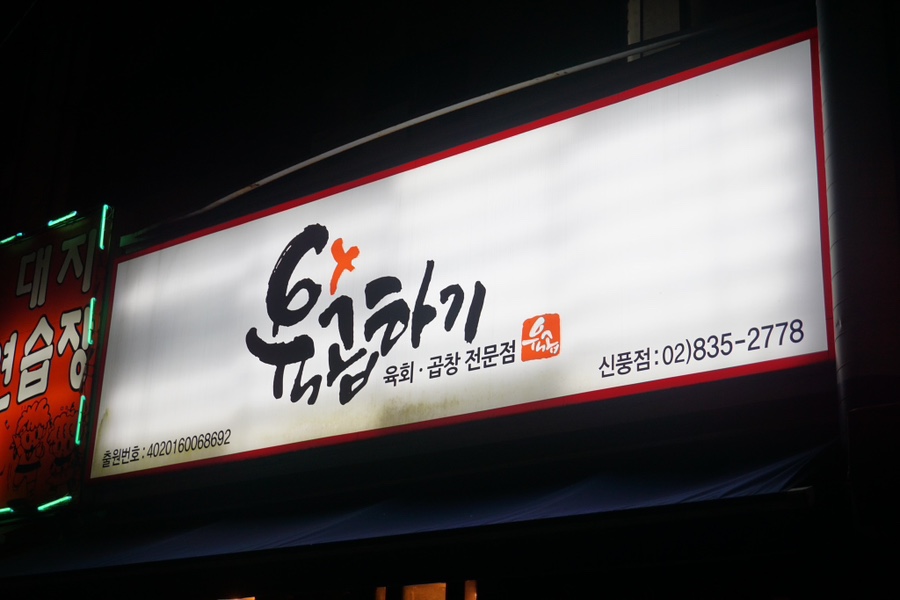 대지
연습장
육곱하기
육회·곱창 전문점
육곱
신풍점:02)835-2778
출원번호:4020160068692